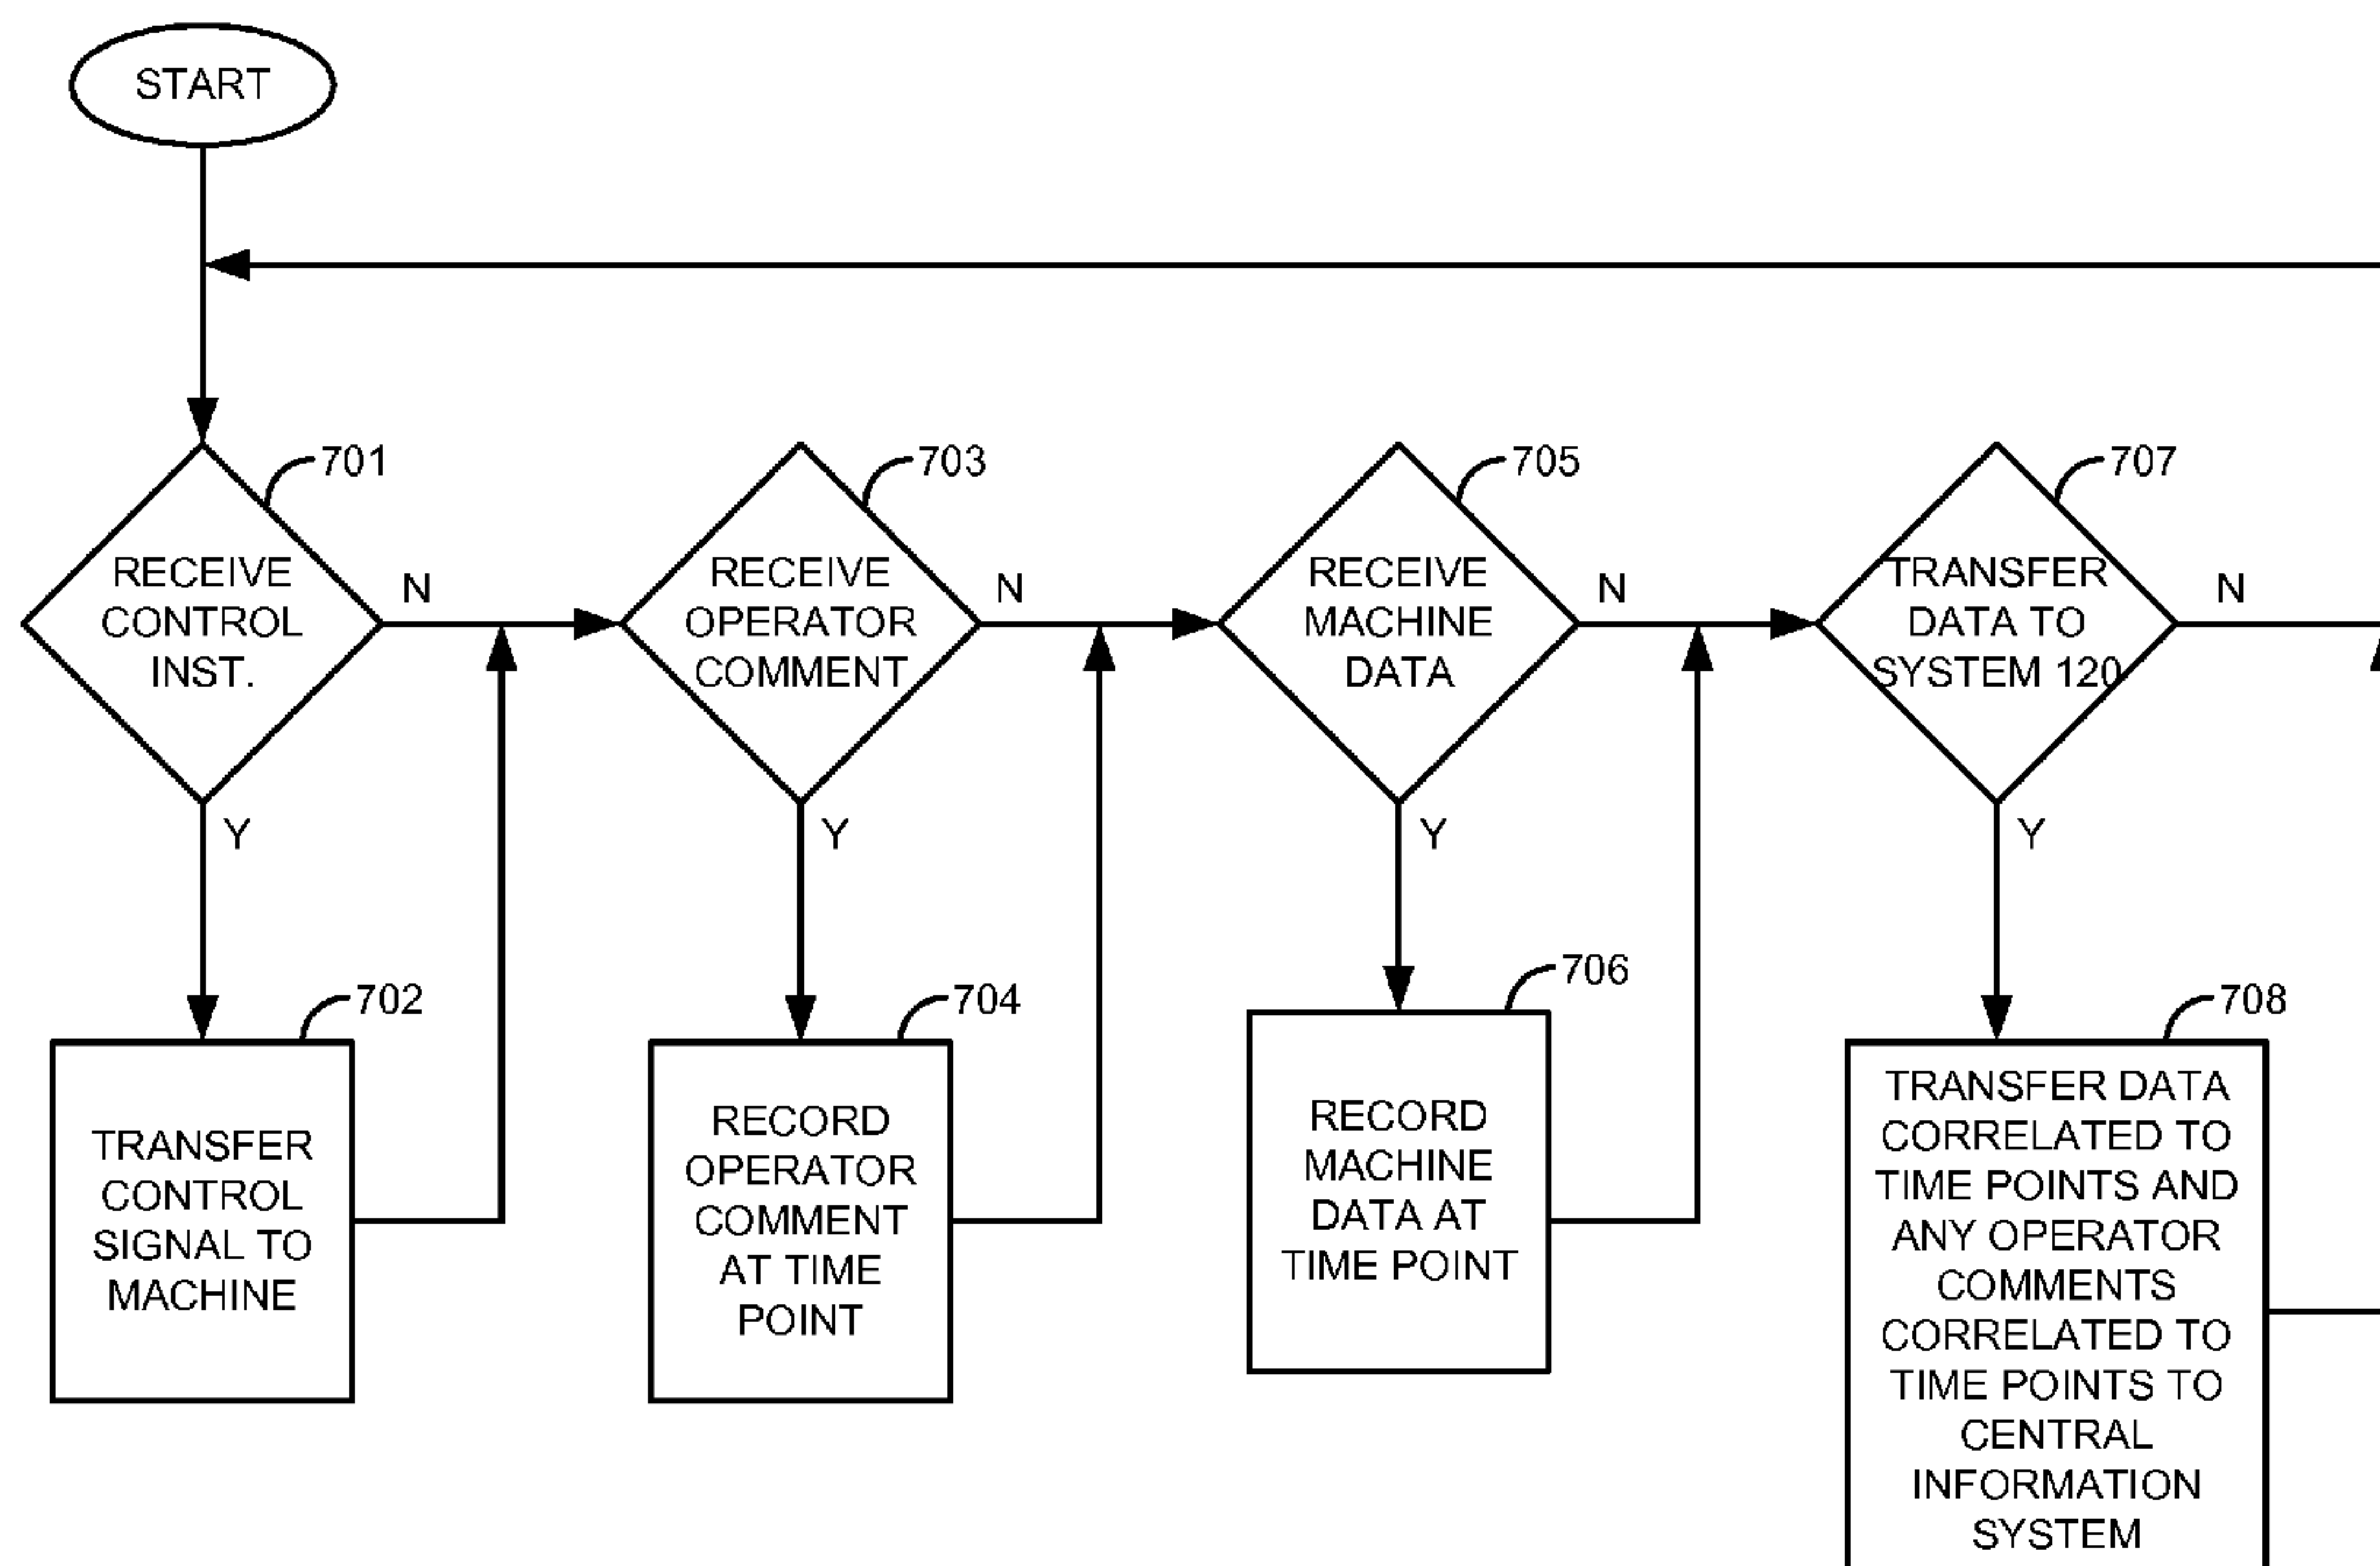 START
701
RECEIVE
CONTROL
INST.
N
Y
702
TRANSFER
CONTROL
SIGNAL TO
MACHINE
703
RECEIVE
OPERATOR
COMMENT
N
Y
704
RECORD
OPERATOR
COMMENT
AT TIME
POINT
705
RECEIVE
MACHINE
DATA
N
Y
706
RECORD
MACHINE
DATA AT
TIME POINT
707
TRANSFER
DATA TO
SYSTEM 120
N
Y
708
TRANSFER DATA
CORRELATED TO
TIME POINTS AND
ANY OPERATOR
COMMENTS
CORRELATED TO
TIME POINTS TO
CENTRAL
INFORMATION
SYSTEM